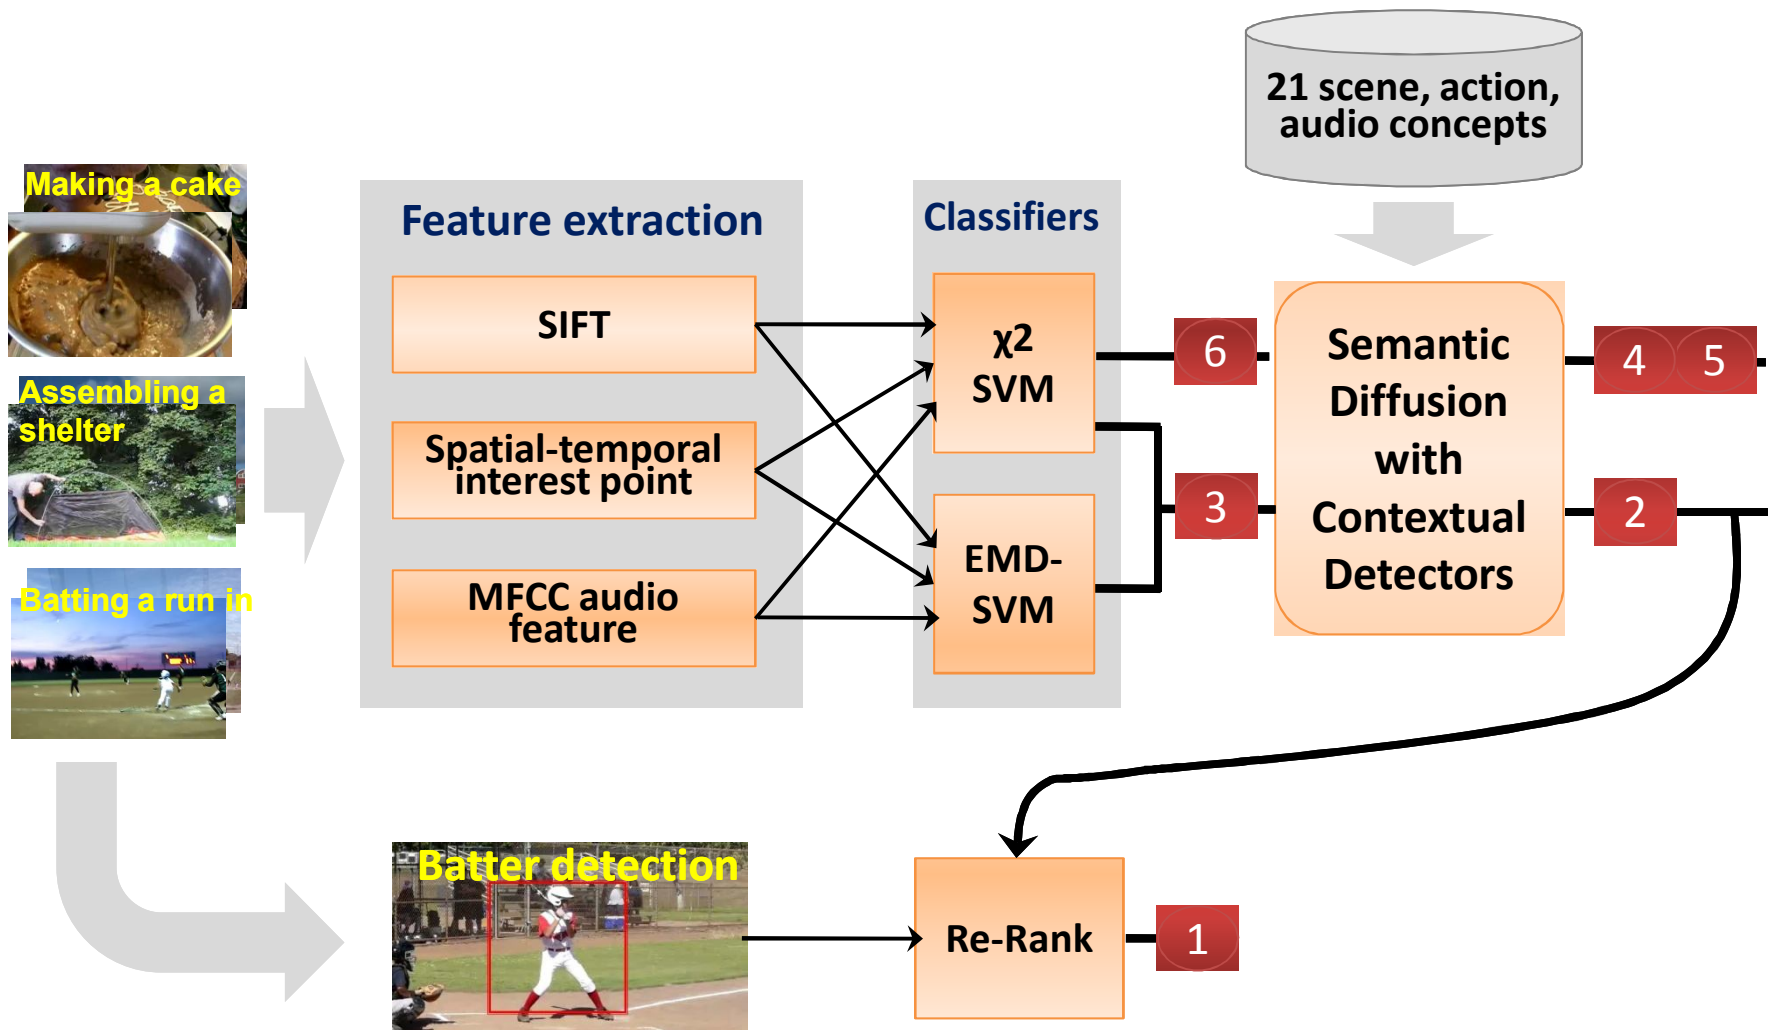 21 scene, action,
audio concepts
Making a cake
Assembling a
shelter
Batting a run in
Feature extraction
SIFT
Spatial-temporal
interest point
MFCC audio
feature
Classifiers
χ2
SVM
EMD-
SVM
6
3
Semantic
Diffusion
with
Contextual
Detectors
4 5
2
Batter detection
Re-Rank
1